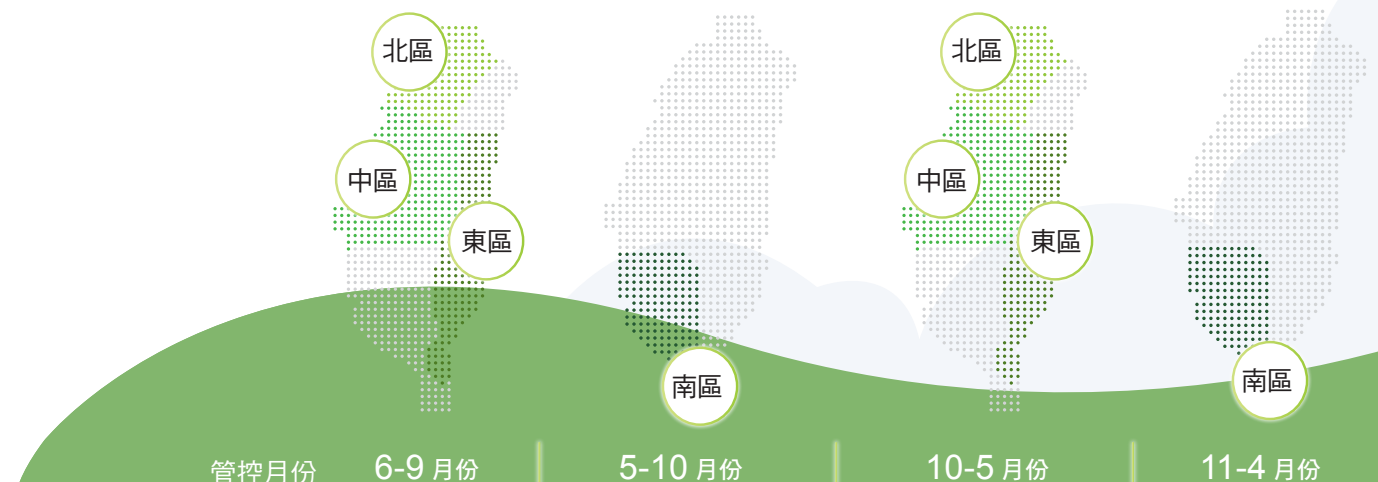 北區
中區
東區
南區
北區
中區
東區
南區
管控月份
6-9 月份
5-10 月份
10-5 月份
11-4 月份